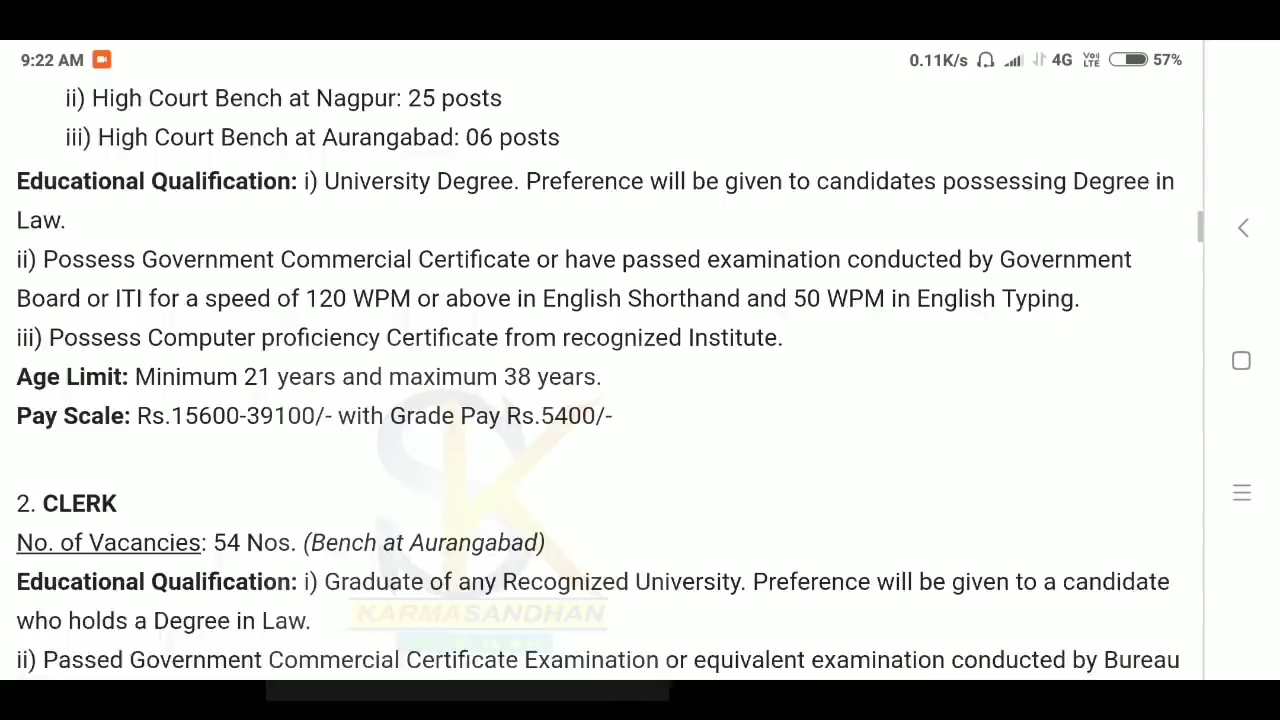 9:22 AM
0.11K/s 4G Vo) LTE 57%
ii) High Court Bench at Nagpur: 25 posts
iii) High Court Bench at Aurangabad: 06 posts
Educational Qualification: i) University Degree. Preference will be given to candidates possessing Degree in
Law.
ii) Possess Government Commercial Certificate or have passed examination conducted by Government
Board or ITI for a speed of 120 WPM or above in English Shorthand and 50 WPM in English Typing.
iii) Possess Computer proficiency Certificate from recognized Institute.
Age Limit: Minimum 21 years and maximum 38 years.
Pay Scale: Rs.15600-39100/- with Grade Pay Rs.5400/-
2. CLERK
No. of Vacancies: 54 Nos. (Bench at Aurangabad)
Educational Qualification: i) Graduate of any Recognized University. Preference will be given to a candidate
who holds a Degree in Law.
KARMASANDHAN
ii) Passed Government Commercial Certificate Examination or equivalent examination conducted by Bureau